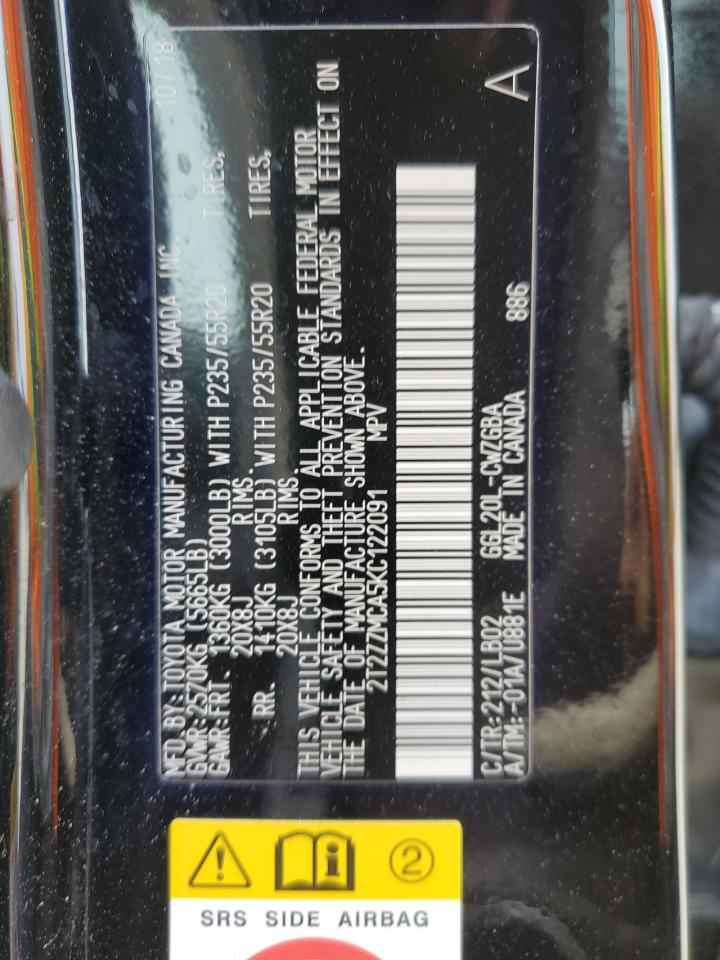 MFD.BY:TOYOTA MOTOR MANUFACTURING CANADA INC. 10/18
GVWR:2570KG (5665LB)
GAWR:FRT. 1360KG (3000LB) WITH P235/55R20 TIRES,
20X8J RIMS.
RR. 1410KG (3105LB) WITH P235/55R20 TIRES,
20X8J RIMS.
THIS VEHICLE CONFORMS TO ALL APPLICABLE FEDERAL MOTOR
VEHICLE SAFETY AND THEFT PREVENTION STANDARDS IN EFFECT ON
THE DATE OF MANUFACTURE SHOWN ABOVE.
2T2ZZMCA5KC122091 MPV
C/TR:212/LB02 GGL20L-CWZGBA
A/TM:-01A/U881E MADE IN CANADA 886 A
2
SRS SIDE AIRBAG